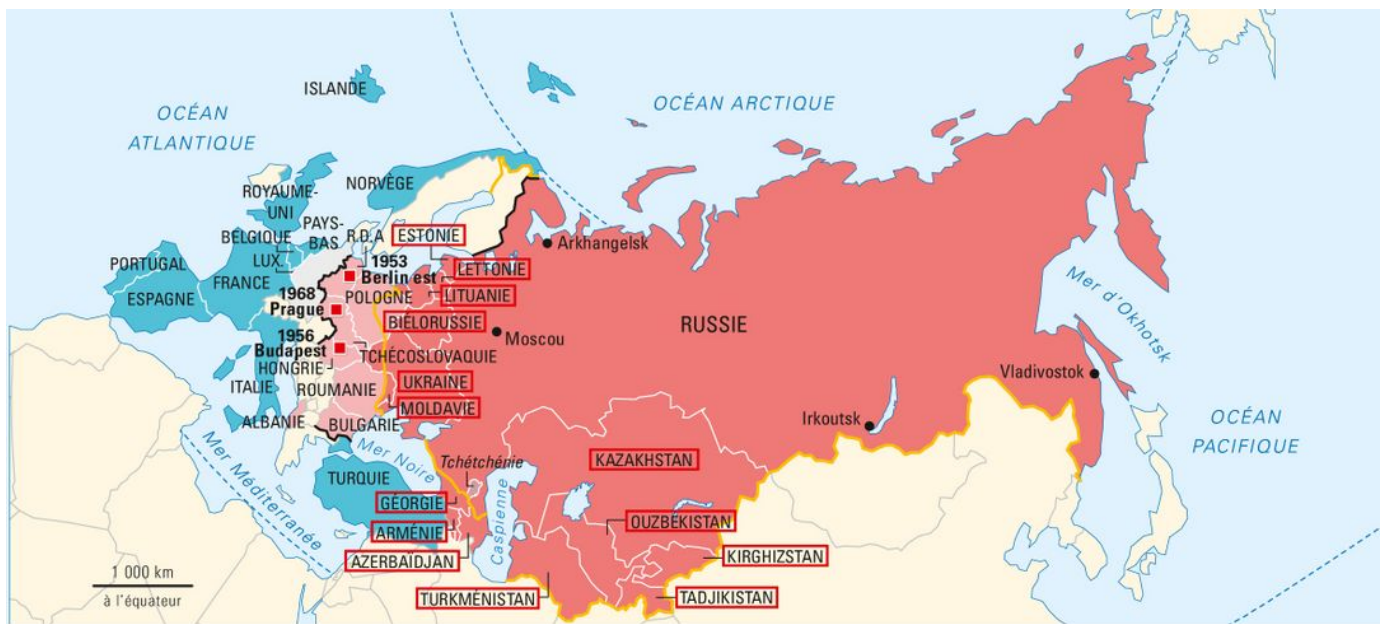 ISLANDE
OCÉAN ARCTIQUE
OCÉAN
ATLANTIQUE
NORVÈGE
ROYAUME-
UNI
PAYS-
BAS
BELGIQUE
R.D.A
ESTONIE
Arkhangelsk
LUX
1953
Berlin est
LETTONIE
PORTUGAL
FRANCE
ESPAGNE
1968
Prague
POLOGNE
LITUANIE
BIÉLORUSSIE
RUSSIE
Moscou
Mer d'Okhotsk
1956
Budapest
TCHÉCOSLOVAQUIE
HONGRIE
Vladivostok
ITALIE
ROUMANIE
UKRAINE
MOLDAVIE
ALBANIE
BULGARIE
Irkoutsk
OCÉAN
PACIFIQUE
Mer Noire
Mer Méditerranée
Tchétchénie
KAZAKHSTAN
TURQUIE
GÉORGIE
Caspienne
OUZBÉKISTAN
ARMÉNIE
AZERBAÏDJAN
KIRGHIZSTAN
1 000 km
à l'équateur
TURKMÉNISTAN
TADJIKISTAN